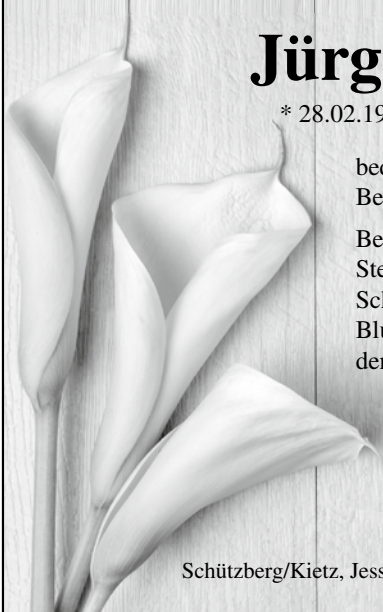 Jürg
* 28.02.19
bed
Be
Be
Ste
Sch
Blu
der
Schützberg/Kietz, Jess